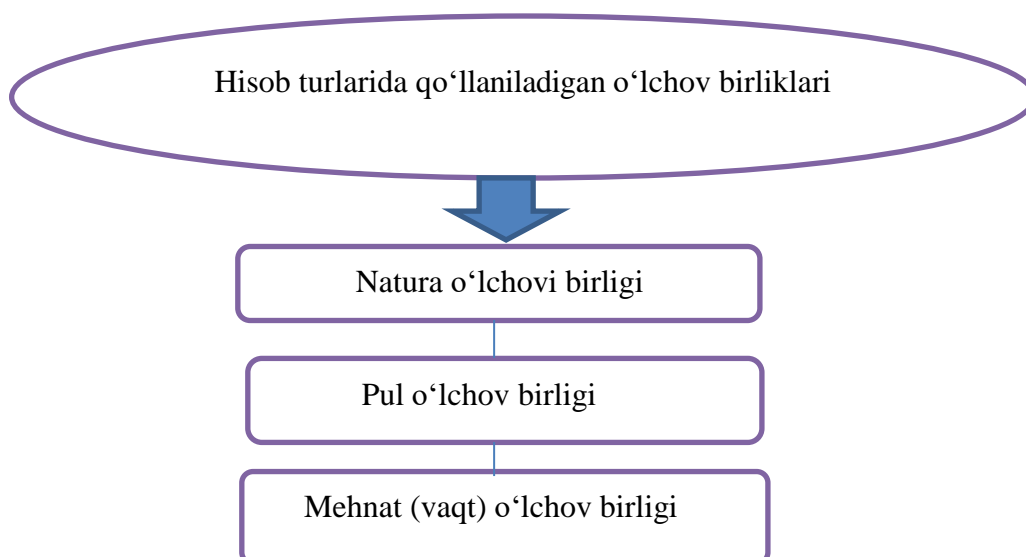 Hisob turlarida qo‘llaniladigan o‘lchov birliklari
Natura o‘lchovi birligi
Pul o‘lchov birligi
Mehnat (vaqt) o‘lchov birligi